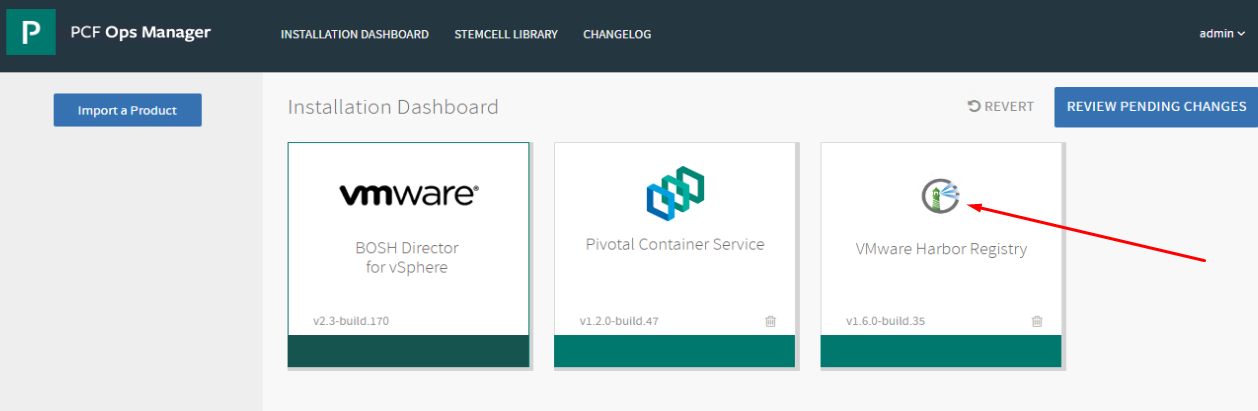 P PCF Ops Manager
INSTALLATION DASHBOARD STEMCELL LIBRARY CHANGELOG
admin
Import a Product
Installation Dashboard
REVERT
REVIEW PENDING CHANGES
vmware®
BOSH Director
for vSphere
v2.3-build.170
Pivotal Container Service
v1.2.0-build.47
VMware Harbor Registry
v1.6.0-build.35